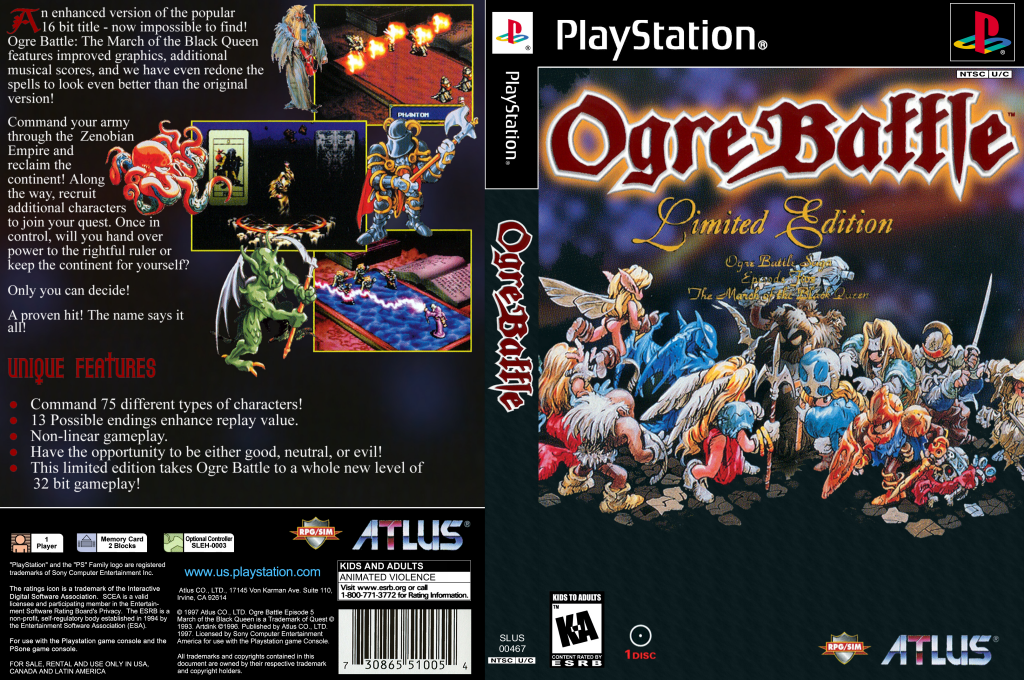 An enhanced version of the popular
16 bit title - now impossible to find!
Ogre Battle: The March of the Black Queen
features improved graphics, additional
musical scores, and we have even redone the
spells to look even better than the original
version!
Command your army
through the Zenobian
Empire and
reclaim the
continent! Along
the way, recruit
additional characters
to join your quest. Once in
control, will you hand over
power to the rightful ruler or
keep the continent for yourself?
Only you can decide!
A proven hit! The name says it
all!
PHANTOM
UNIQUE FEATURES
Command 75 different types of characters!
13 Possible endings enhance replay value.
Non-linear gameplay.
Have the opportunity to be either good, neutral, or evil!
This limited edition takes Ogre Battle to a whole new level of
32 bit gameplay!
1
Player
Memory Card
2 Blocks
Optional Controller
SLEH-0003
RPG/SIM
ATLUS®
"PlayStation" and the "PS" Family logo are registered
trademarks of Sony Computer Entertainment Inc.
The ratings icon is a trademark of the Interactive
Digital Software Association. SCEA is a valid
licensee and participating member in the Entertain-
ment Software Rating Board's Privacy. The ESRB is a
non-profit, self-regulatory body established in 1994 by
the Entertainment Software Association (ESA).
For use with the Playstation game console and the
PSone game console.
FOR SALE, RENTAL AND USE ONLY IN USA,
CANADA AND LATIN AMERICA
www.us.playstation.com
Atlus CO., LTD., 17145 Von Karman Ave. Suite 110,
Irvine, CA 92614
© 1997 Atlus CO., LTD. Ogre Battle Episode 5
March of the Black Queen is a Trademark of Quest ©
1993. Artdink ©1996. Published by Atlus CO., LTD.
1997. Licensed by Sony Computer Entertainment
America for use with the PlayStation game Console.
All trademarks and copyrights contained in this
document are owned by their respective trademark
and copyright holders.
KIDS AND ADULTS
ANIMATED VIOLENCE
Visit www.esrb.org or call
1-800-771-3772 for Rating Information.
7 30865 51005 4
PlayStation®
Ogre Battle
SLUS
00467
NTSC U/C
PlayStation®
NTSC U/C
Ogre Battle™
Limited Edition
Ogre Battle Saga
Episode
The March of the Black Queen
KIDS TO ADULTS
TM
KA
CONTENT RATED BY
ESRB
1 DISC
RPG/SIM
ATLUS®